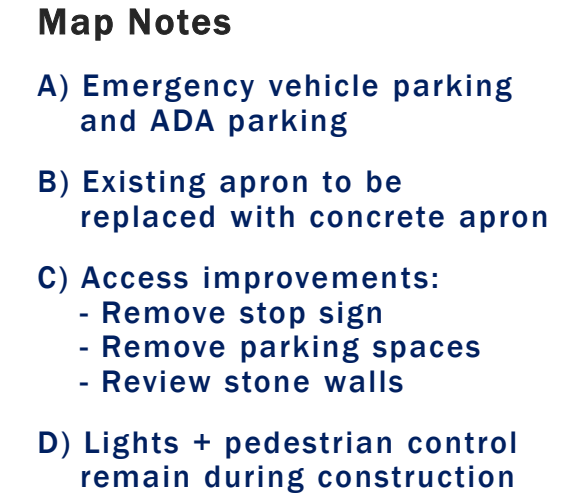 Map Notes
A) Emergency vehicle parking
and ADA parking
B) Existing apron to be
replaced with concrete apron
C) Access improvements:
- Remove stop sign
- Remove parking spaces
- Review stone walls
D) Lights + pedestrian control
remain during construction